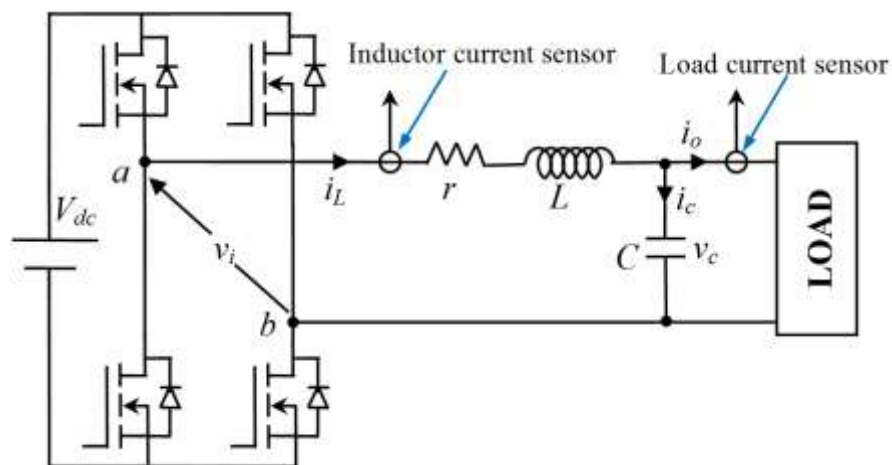 Inductor current sensor
Load current sensor
a
i_L
r
L
i_o
i_c
V_dc
v_i
C
v_c
LOAD
b